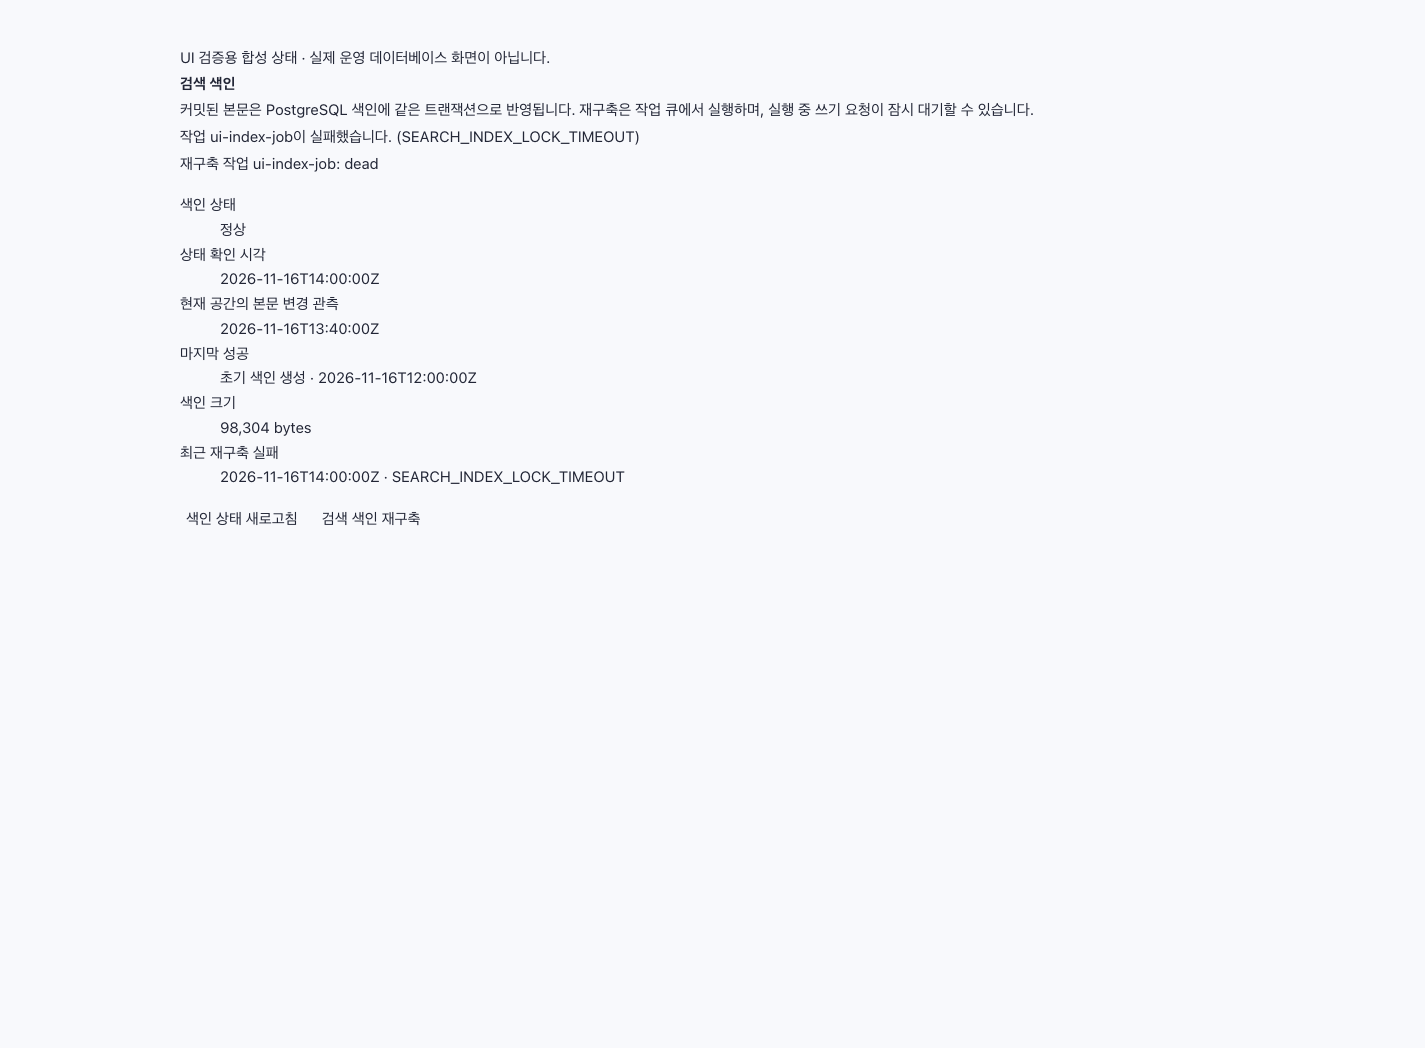 UI 검증용 합성 상태 · 실제 운영 데이터베이스 화면이 아닙니다.
검색 색인
커밋된 본문은 PostgreSQL 색인에 같은 트랜잭션으로 반영됩니다. 재구축은 작업 큐에서 실행하며, 실행 중 쓰기 요청이 잠시 대기할 수 있습니다.
작업 ui-index-job이 실패했습니다. (SEARCH_INDEX_LOCK_TIMEOUT)
재구축 작업 ui-index-job: dead
색인 상태
정상
상태 확인 시각
2026-11-16T14:00:00Z
현재 공간의 본문 변경 관측
2026-11-16T13:40:00Z
마지막 성공
초기 색인 생성 · 2026-11-16T12:00:00Z
색인 크기
98,304 bytes
최근 재구축 실패
2026-11-16T14:00:00Z · SEARCH_INDEX_LOCK_TIMEOUT
색인 상태 새로고침 검색 색인 재구축